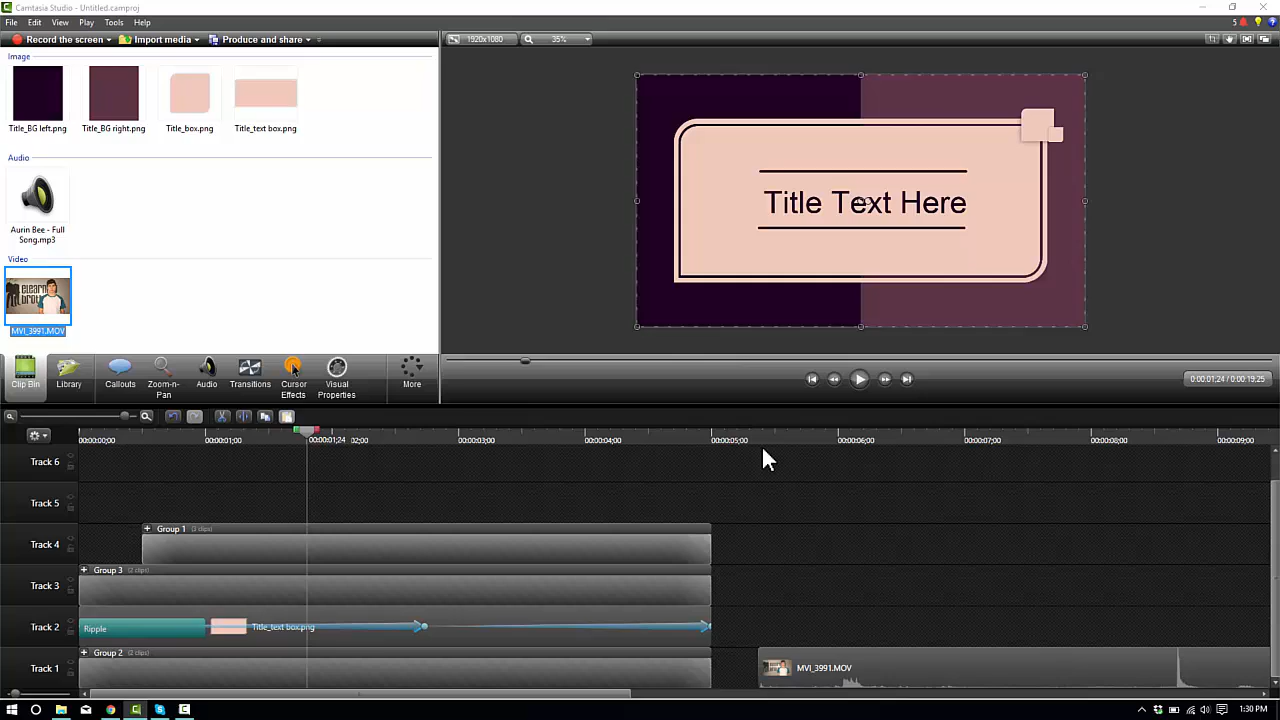 Camtasia Studio - Untitled.camproj
File Edit View Play Tools Help
5
Record the screen Import media Produce and share
1920x1080 35%
Image
Title_BG left.png Title_BG right.png Title_box.png Title_text box.png
Audio
Aurin Bee - Full
Song.mp3
Video
MVI_3991.MOV
Title Text Here
Clip Bin Library Callouts Zoom-n-
Pan Audio Transitions Cursor
Effects Visual
Properties More
0:00:01;24 / 0:00:19;25
00:00:00;00 00:00:01;00 00:00:01;24 02;00 00:00:03;00 00:00:04;00 00:00:05;00 00:00:06;00 00:00:07;00 00:00:08;00 00:00:09;00
Track 6
Track 5
Track 4 Group 1 (3 clips)
Track 3 Group 3 (2 clips)
Track 2 Ripple Title_text box.png
Track 1 Group 2 (2 clips) MVI_3991.MOV
1:30 PM